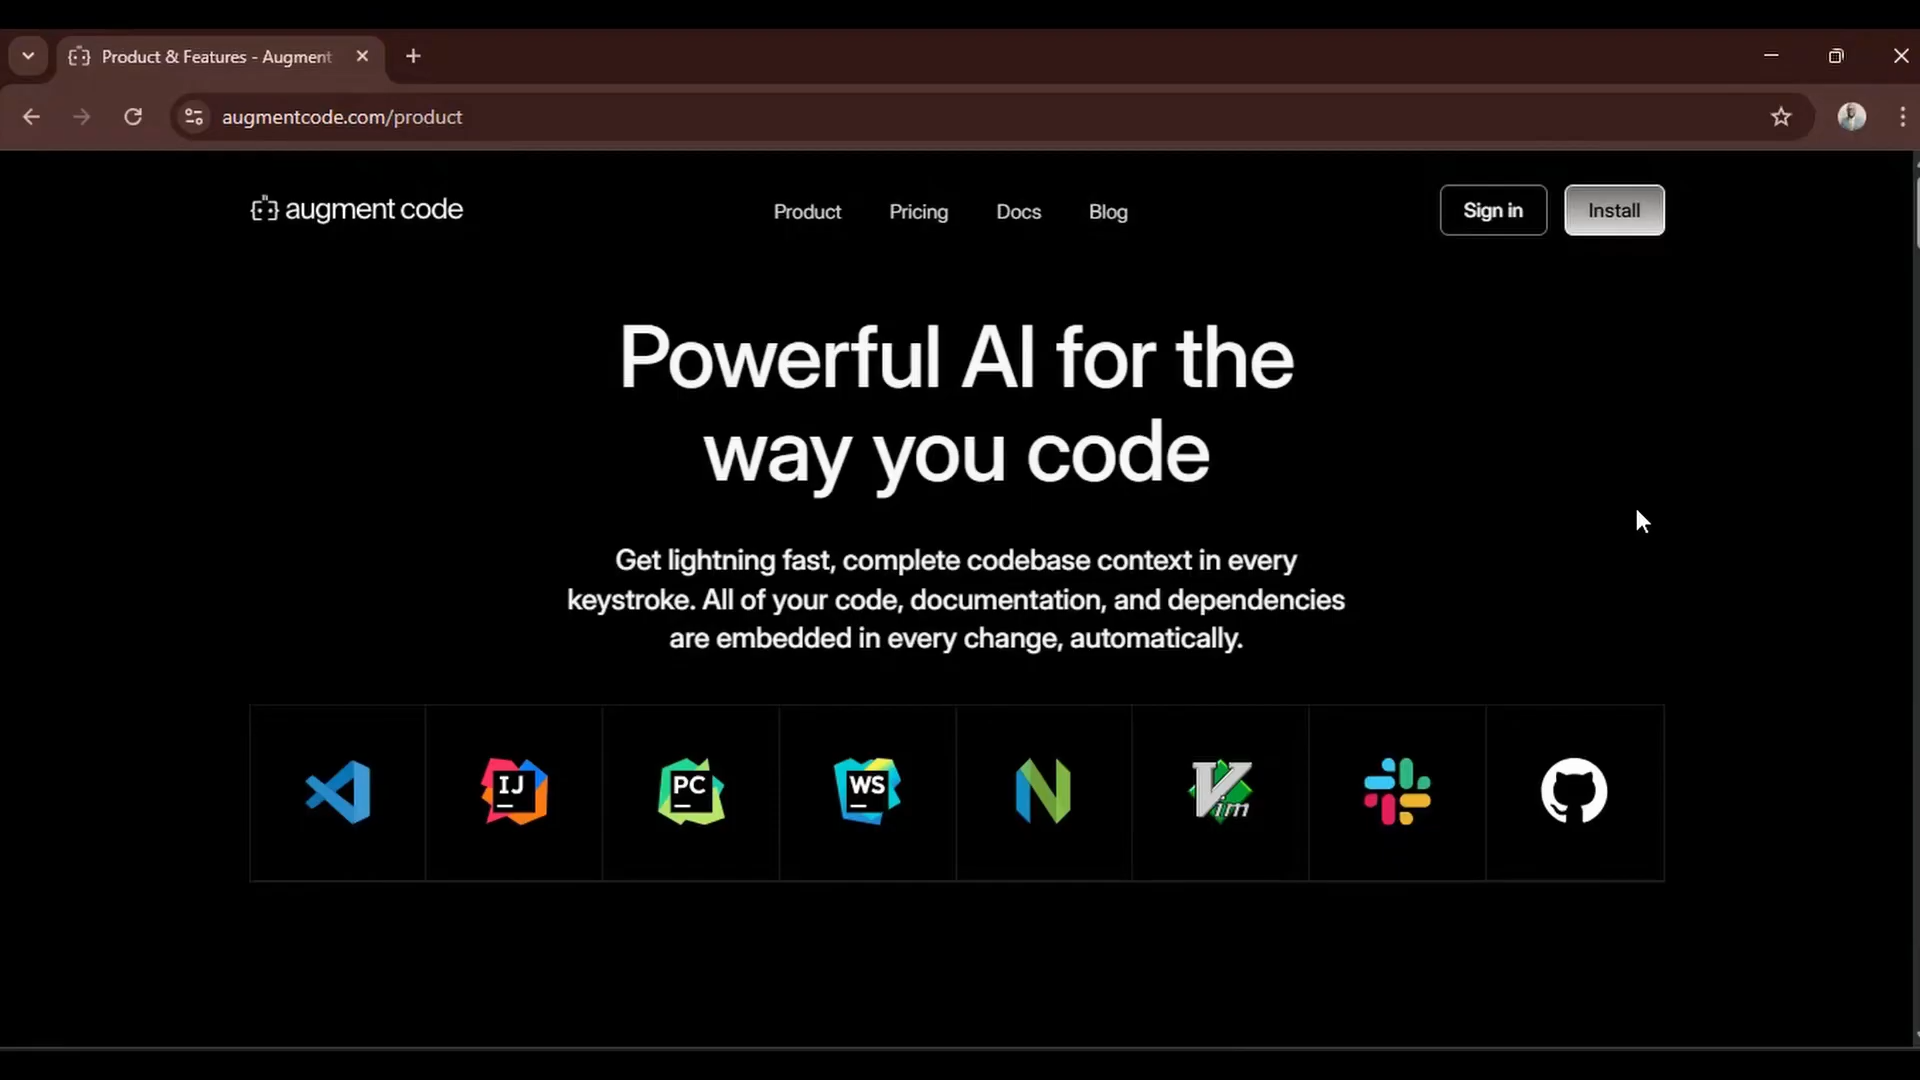 Product & Features - Augment
augmentcode.com/product
augment code
Product
Pricing
Docs
Blog
Sign in
Install
Powerful AI for the
way you code
Get lightning fast, complete codebase context in every
keystroke. All of your code, documentation, and dependencies
are embedded in every change, automatically.
IJ
PC
WS
Vim